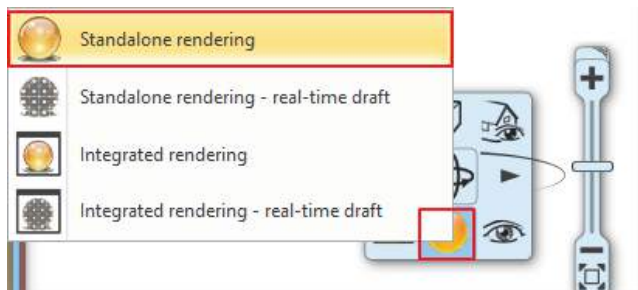 Standalone rendering
Standalone rendering - real-time draft
Integrated rendering
Integrated rendering - real-time draft